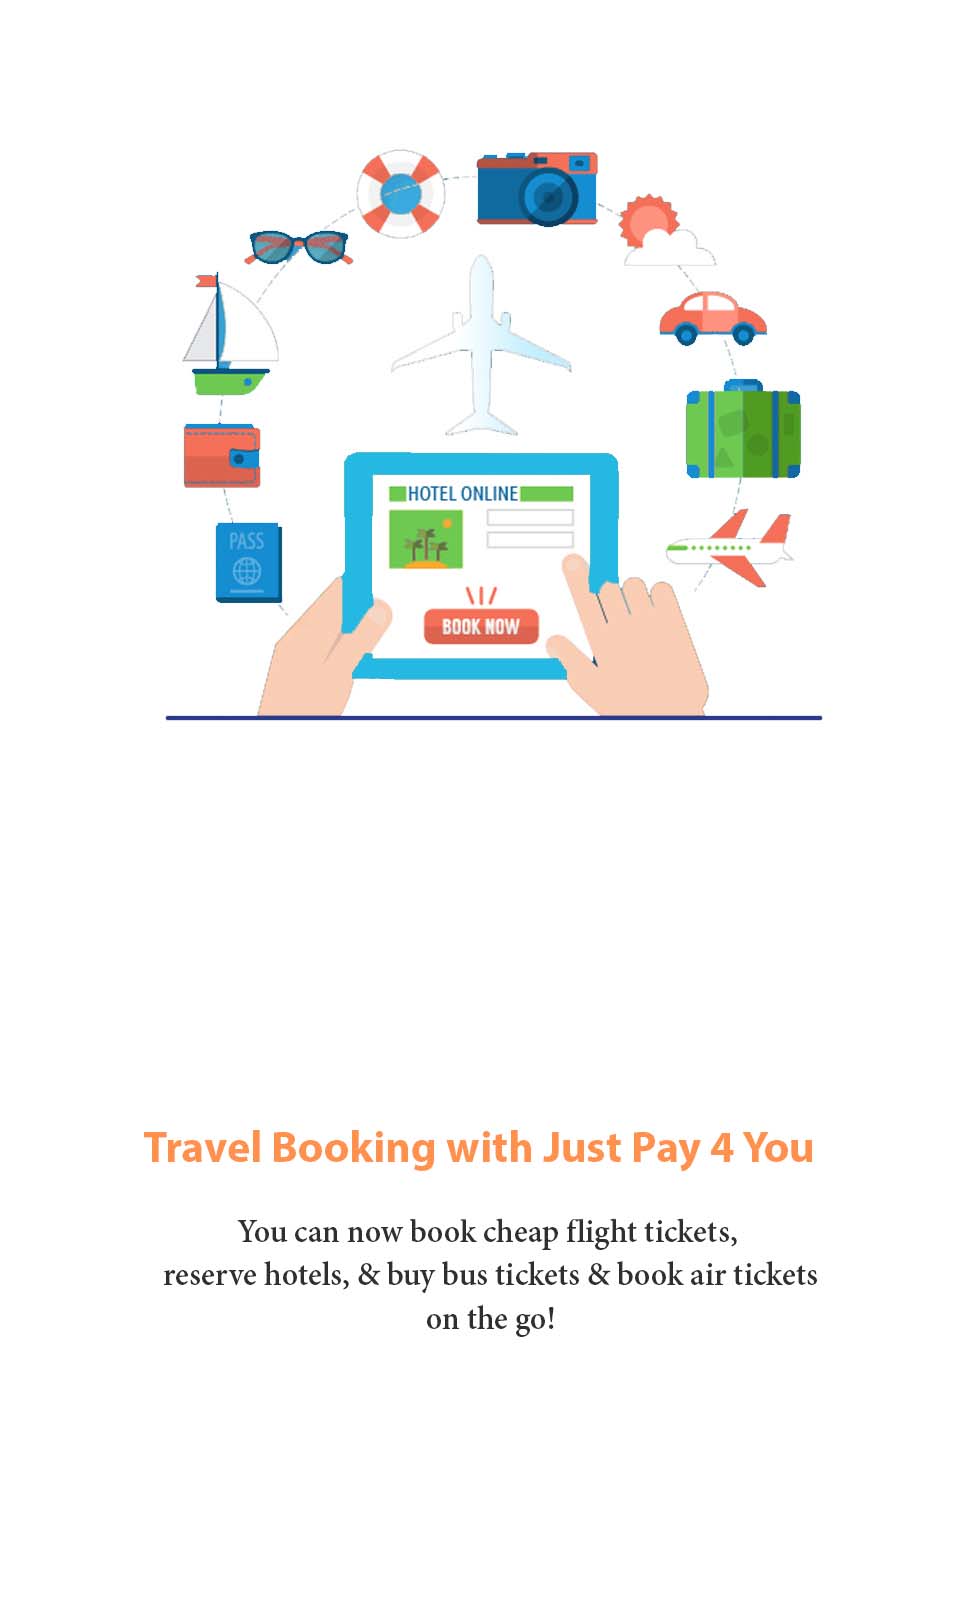 PASS
HOTEL ONLINE
BOOK NOW
Travel Booking with Just Pay 4 You
You can now book cheap flight tickets,
reserve hotels, & buy bus tickets & book air tickets
on the go!